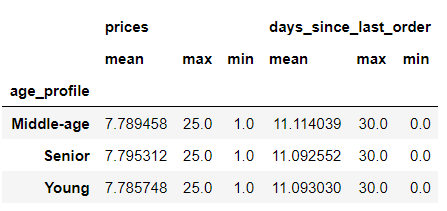 prices days_since_last_order
mean max min mean max min
age_profile
Middle-age 7.789458 25.0 1.0 11.114039 30.0 0.0
Senior 7.795312 25.0 1.0 11.092552 30.0 0.0
Young 7.785748 25.0 1.0 11.093030 30.0 0.0